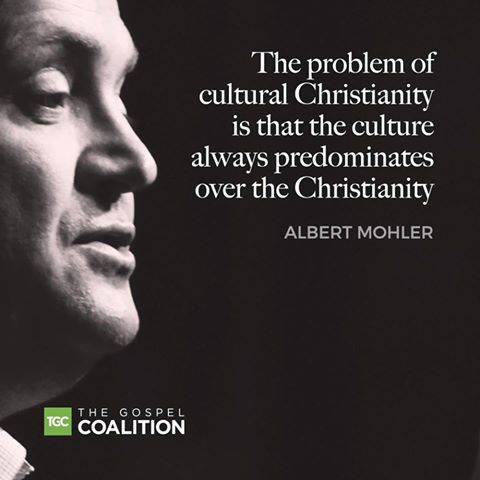 The problem of
cultural Christianity
is that the culture
always predominates
over the Christianity
ALBERT MOHLER
TGC
THE GOSPEL
COALITION